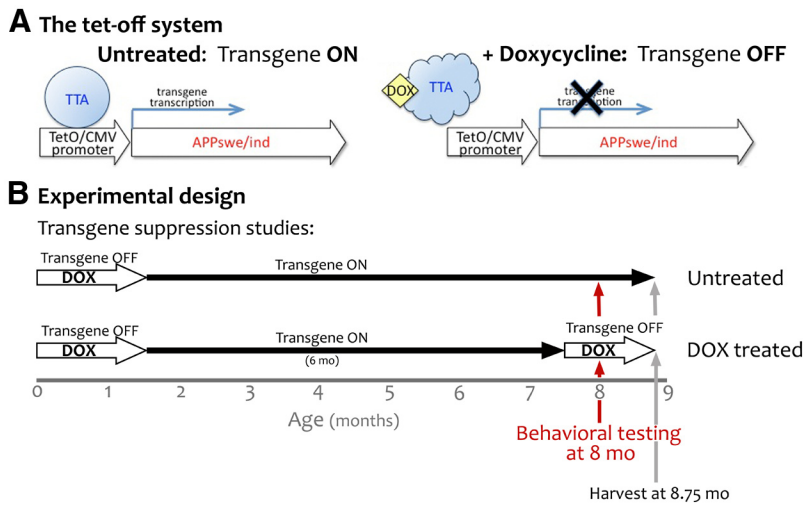 A The tet-off system
Untreated: Transgene ON
+ Doxycycline: Transgene OFF
TTA
transgene
transcription
TetO/CMV
promoter
APPswe/ind
DOX
TTA
transgene
transcription
TetO/CMV
promoter
APPswe/ind
B Experimental design
Transgene suppression studies:
Transgene OFF
DOX
Transgene ON
Untreated
Transgene OFF
DOX
Transgene ON
(6 mo)
Transgene OFF
DOX
DOX treated
0 1 2 3 4 5 6 7 8 9
Age (months)
Behavioral testing
at 8 mo
Harvest at 8.75 mo